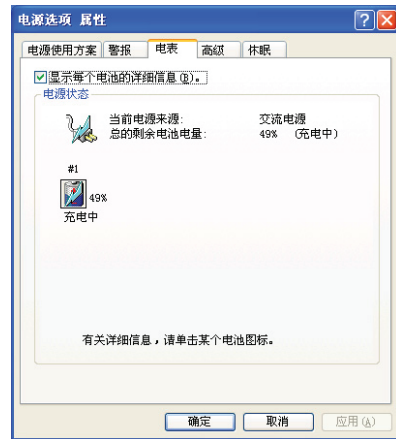 电源选项 属性
电源使用方案 警报 电表 高级 休眠
显示每个电池的详细信息(B)。
电源状态
当前电源来源: 交流电源
总的剩余电池电量: 49% (充电中)
#1
49%
充电中
有关详细信息，请单击某个电池图标。
确定 取消 应用(A)